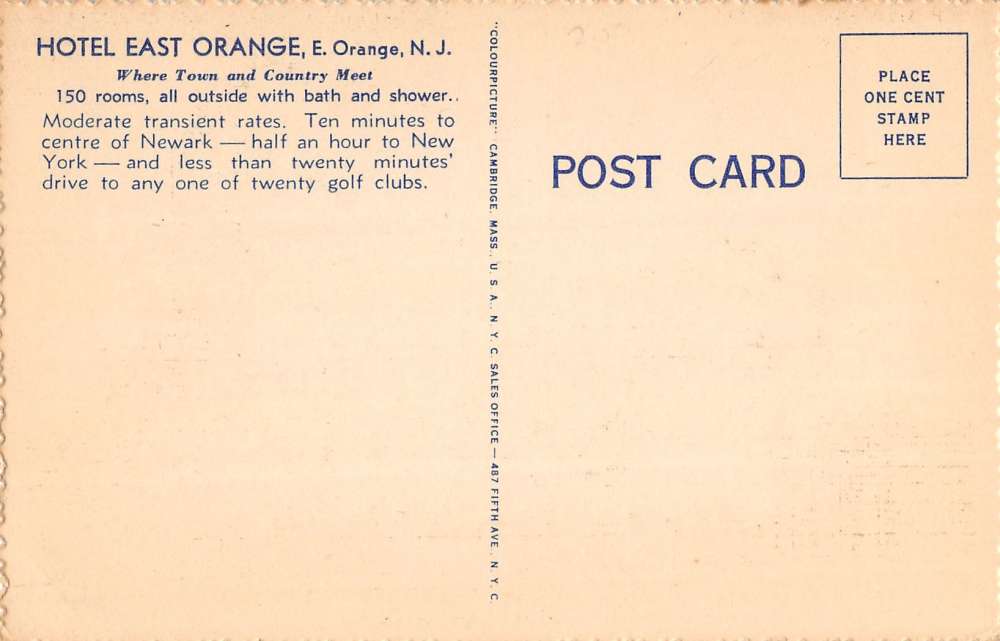 HOTEL EAST ORANGE, E. Orange, N. J.
Where Town and Country Meet
150 rooms, all outside with bath and shower..
Moderate transient rates. Ten minutes to
centre of Newark — half an hour to New
York — and less than twenty minutes'
drive to any one of twenty golf clubs.
"COLOURPICTURE" CAMBRIDGE, MASS., U. S. A., N. Y. C. SALES OFFICE — 487 FIFTH AVE., N. Y. C.
POST CARD
PLACE
ONE CENT
STAMP
HERE